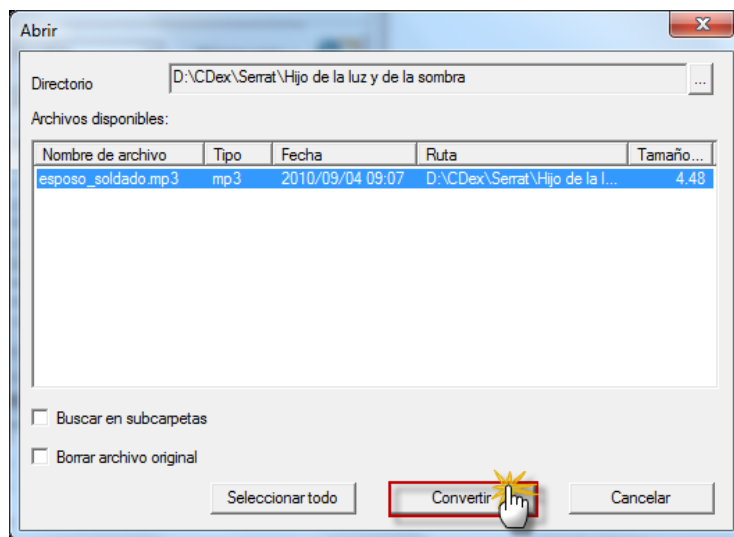 Abrir
Directorio D:\CDex\Serrat\Hijo de la luz y de la sombra ...
Archivos disponibles:
Nombre de archivo Tipo Fecha Ruta Tamaño...
esposo_soldado.mp3 mp3 2010/09/04 09:07 D:\CDex\Serrat\Hijo de la l... 4.48
Buscar en subcarpetas
Borrar archivo original
Seleccionar todo Convertir Cancelar